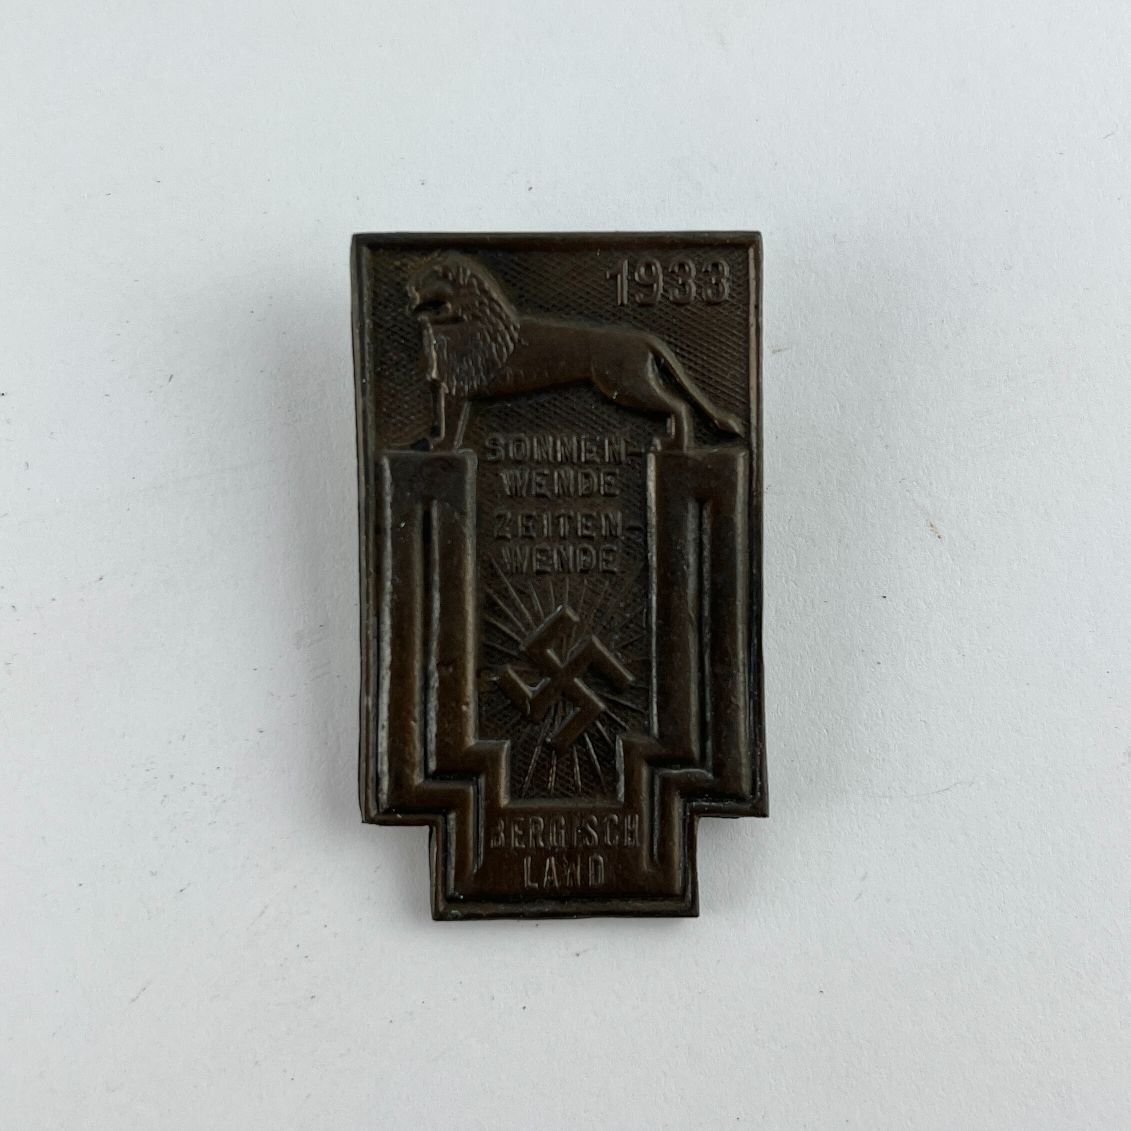 1933
SONNEN-
WENDE
ZEITEN-
WENDE
BERGISCH
LAND